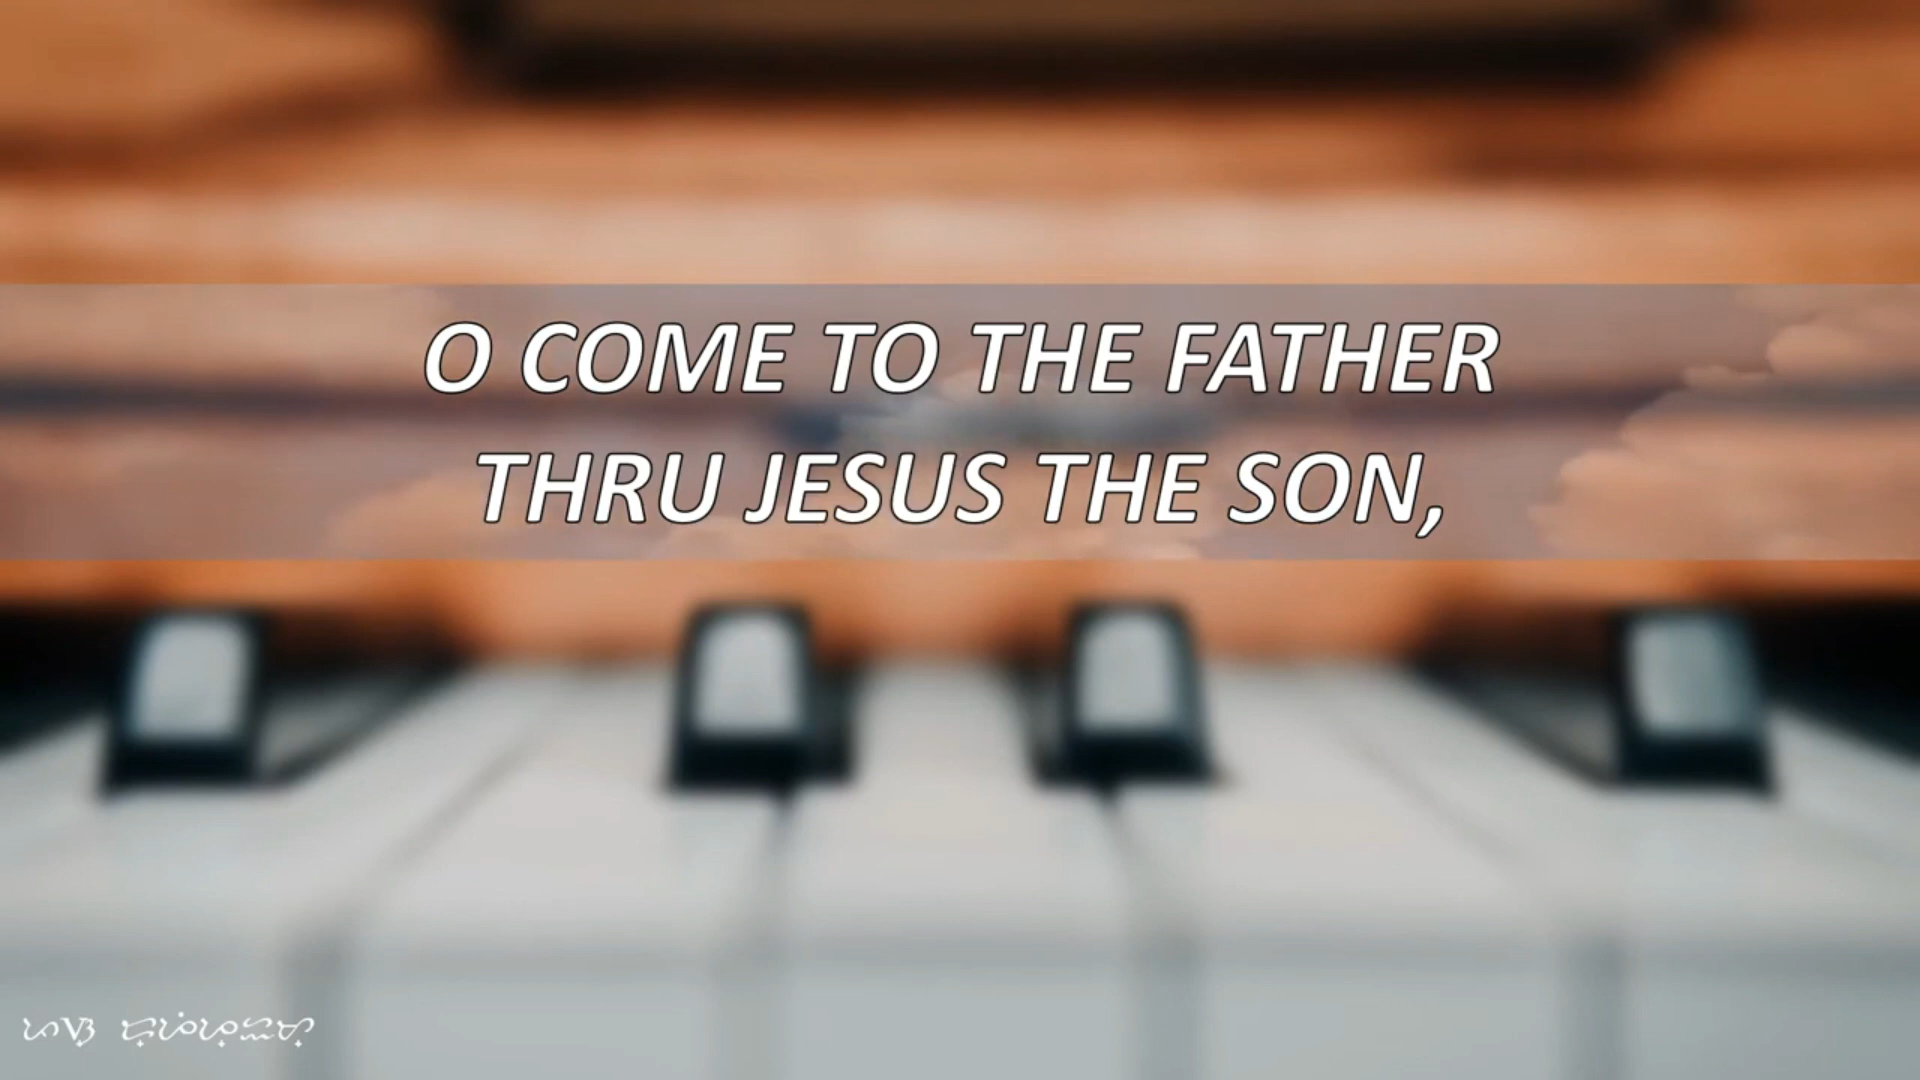 O COME TO THE FATHER
THRU JESUS THE SON,